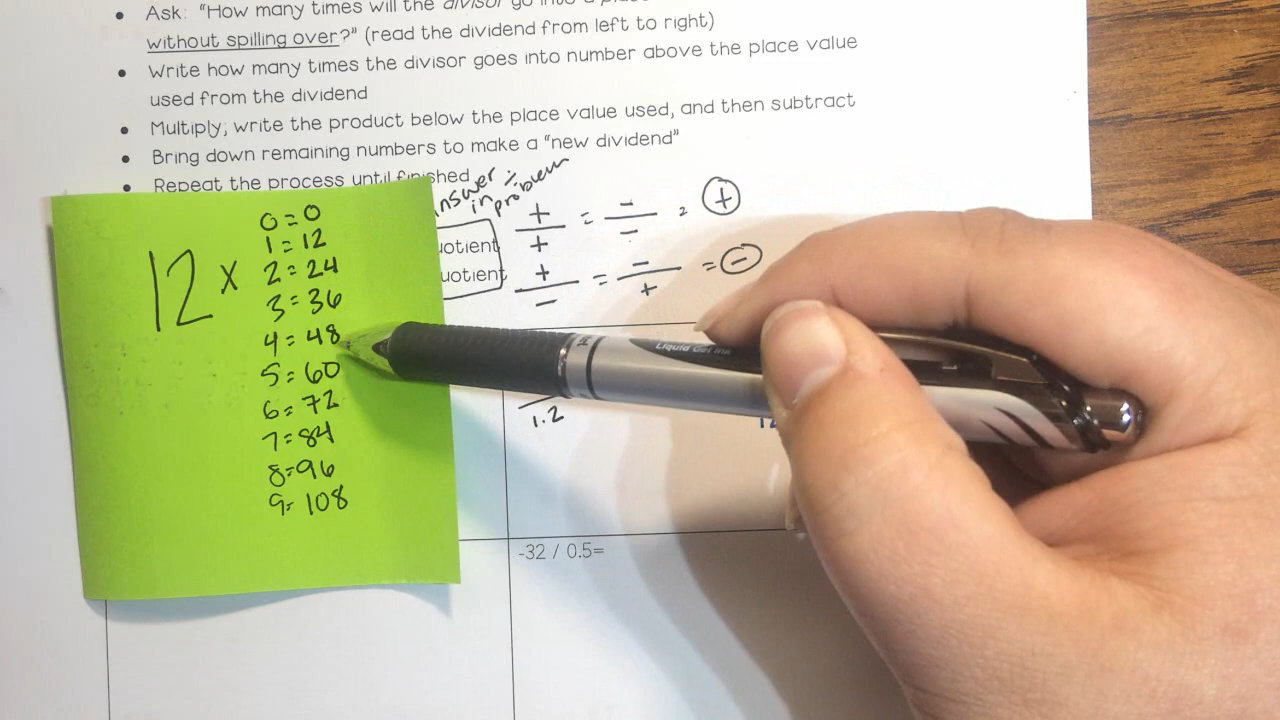 • Ask: "How many times will the divisor go into a
without spilling over?" (read the dividend from left to right)
• Write how many times the divisor goes into number above the place value
used from the dividend
• Multiply; write the product below the place value used, and then subtract
• Bring down remaining numbers to make a "new dividend"
• Repeat the process until finished
answer in ÷ problem
uotient
uotient
+/+ = -/- = +
+/- = -/+ = -
12 x
0 = 0
1 = 12
2 = 24
3 = 36
4 = 48
5 = 60
6 = 72
7 = 84
8 = 96
9 = 108
Liquid Gel Ink
1.2
12
-32 / 0.5=